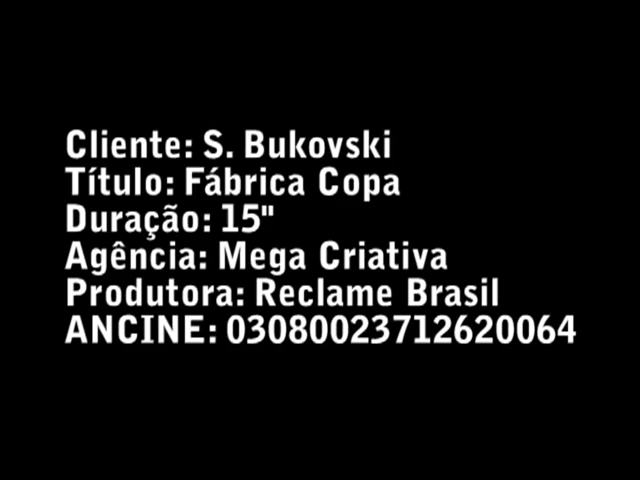 Cliente: S. Bukovski
Título: Fábrica Copa
Duração: 15"
Agência: Mega Criativa
Produtora: Reclame Brasil
ANCINE: 03080023712620064